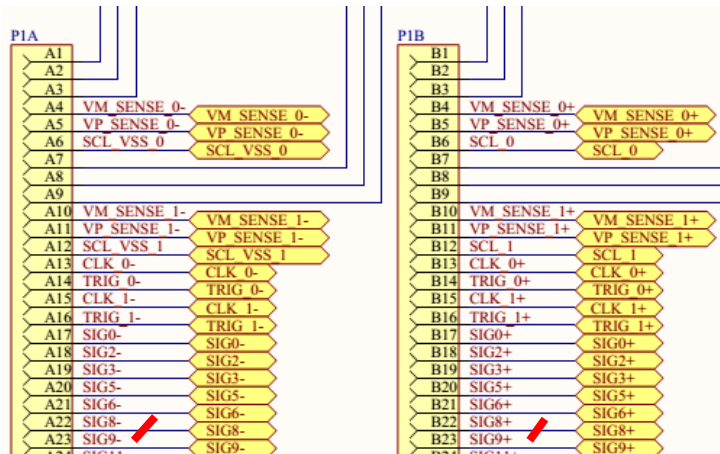 P1A
A1
A2
A3
A4 VM_SENSE_0- VM_SENSE_0-
A5 VP_SENSE_0- VP_SENSE_0-
A6 SCL_VSS_0 SCL_VSS_0
A7
A8
A9
A10 VM_SENSE_1- VM_SENSE_1-
A11 VP_SENSE_1- VP_SENSE_1-
A12 SCL_VSS_1 SCL_VSS_1
A13 CLK_0- CLK_0-
A14 TRIG_0- TRIG_0-
A15 CLK_1- CLK_1-
A16 TRIG_1- TRIG_1-
A17 SIG0- SIG0-
A18 SIG2- SIG2-
A19 SIG3- SIG3-
A20 SIG5- SIG5-
A21 SIG6- SIG6-
A22 SIG8- SIG8-
A23 SIG9- SIG9-
P1B
B1
B2
B3
B4 VM_SENSE_0+ VM_SENSE_0+
B5 VP_SENSE_0+ VP_SENSE_0+
B6 SCL_0 SCL_0
B7
B8
B9
B10 VM_SENSE_1+ VM_SENSE_1+
B11 VP_SENSE_1+ VP_SENSE_1+
B12 SCL_1 SCL_1
B13 CLK_0+ CLK_0+
B14 TRIG_0+ TRIG_0+
B15 CLK_1+ CLK_1+
B16 TRIG_1+ TRIG_1+
B17 SIG0+ SIG0+
B18 SIG2+ SIG2+
B19 SIG3+ SIG3+
B20 SIG5+ SIG5+
B21 SIG6+ SIG6+
B22 SIG8+ SIG8+
B23 SIG9+ SIG9+